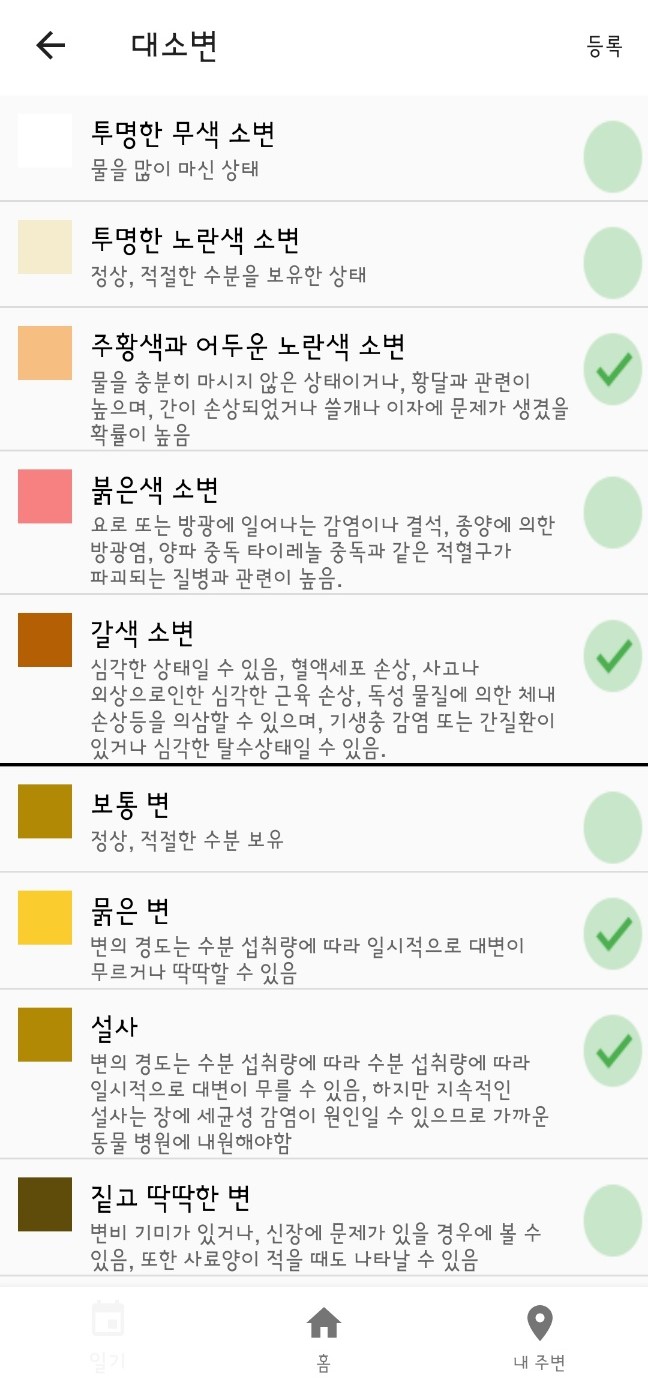 대소변
등록
투명한 무색 소변
물을 많이 마신 상태
투명한 노란색 소변
정상, 적절한 수분을 보유한 상태
주황색과 어두운 노란색 소변
물을 충분히 마시지 않은 상태이거나, 황달과 관련이
높으며, 간이 손상되었거나 쓸개나 이자에 문제가 생겼을
확률이 높음
붉은색 소변
요로 또는 방광에 일어나는 감염이나 결석, 종양에 의한
방광염, 양파 중독 타이레놀 중독과 같은 적혈구가
파괴되는 질병과 관련이 높음.
갈색 소변
심각한 상태일 수 있음, 혈액세포 손상, 사고나
외상으로인한 심각한 근육 손상, 독성 물질에 의한 체내
손상등을 의삼할 수 있으며, 기생충 감염 또는 간질환이
있거나 심각한 탈수상태일 수 있음.
보통 변
정상, 적절한 수분 보유
묽은 변
변의 경도는 수분 섭취량에 따라 일시적으로 대변이
무르거나 딱딱할 수 있음
설사
변의 경도는 수분 섭취량에 따라 수분 섭취량에 따라
일시적으로 대변이 무를 수 있음, 하지만 지속적인
설사는 장에 세균성 감염이 원인일 수 있으므로 가까운
동물 병원에 내원해야함
짙고 딱딱한 변
변비 기미가 있거나, 신장에 문제가 있을 경우에 볼 수
있음, 또한 사료양이 적을 때도 나타날 수 있음
일기
홈
내 주변